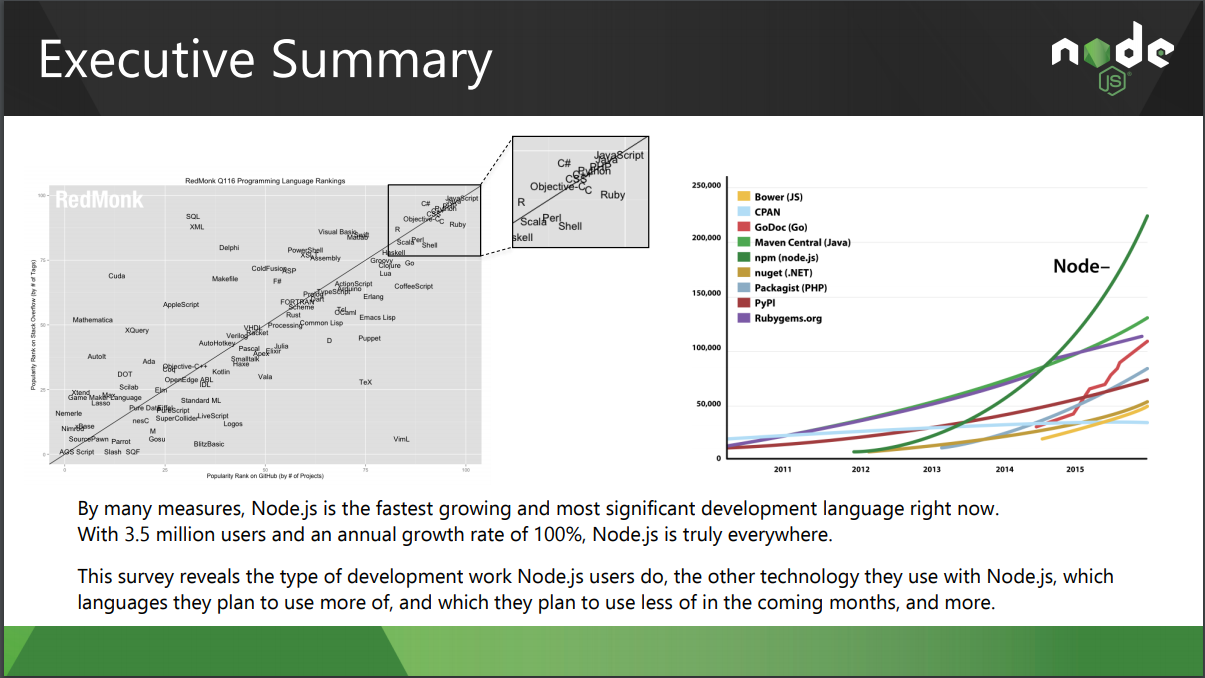 Executive Summary
node
JS
RedMonk Q116 Programming Language Rankings
RedMonk
Popularity Rank on Stack Overflow (by # of Tags)
Popularity Rank on GitHub (by # of Projects)
100
75
50
25
0
0
25
50
75
100
JavaScript
Java
PHP
Python
C#
CSS
Objective-C
C
Ruby
R
Perl
Scala
Shell
SQL
XML
Visual Basic
Swift
Matlab
Delphi
PowerShell
XSLT
Assembly
Haskell
Groovy
Clojure
Go
Lua
ColdFusion
ASP
Cuda
Makefile
F#
ActionScript
Arduino
CoffeeScript
Prolog
TypeScript
Dart
Erlang
FORTRAN
Scheme
AppleScript
Tcl
OCaml
Rust
Emacs Lisp
Mathematica
Common Lisp
Processing
XQuery
VHDL
Racket
Verilog
D
Puppet
AutoHotkey
Pascal
Julia
Elixir
Apex
AutoIt
Ada
Smalltalk
Haxe
Objective-C++
Coq
DOT
Kotlin
Vala
OpenEdge ABL
IDL
TeX
Scilab
Elm
Xtend
Max
Game Maker Language
Lasso
Standard ML
Pure Data
Eiffel
PureScript
Nemerle
LiveScript
SuperCollider
nesC
Logos
xBase
Nimrod
M
SourcePawn
Parrot
Gosu
BlitzBasic
VimL
AGS Script
Slash
SQF
JavaScript
Java
C#
PHP
Python
C++
CSS
Objective-C
C
Ruby
R
Perl
Scala
Shell
skell
250,000
200,000
150,000
100,000
50,000
0
Bower (JS)
CPAN
GoDoc (Go)
Maven Central (Java)
npm (node.js)
nuget (.NET)
Packagist (PHP)
PyPI
Rubygems.org
Node–
2011
2012
2013
2014
2015
By many measures, Node.js is the fastest growing and most significant development language right now.
With 3.5 million users and an annual growth rate of 100%, Node.js is truly everywhere.
This survey reveals the type of development work Node.js users do, the other technology they use with Node.js, which
languages they plan to use more of, and which they plan to use less of in the coming months, and more.